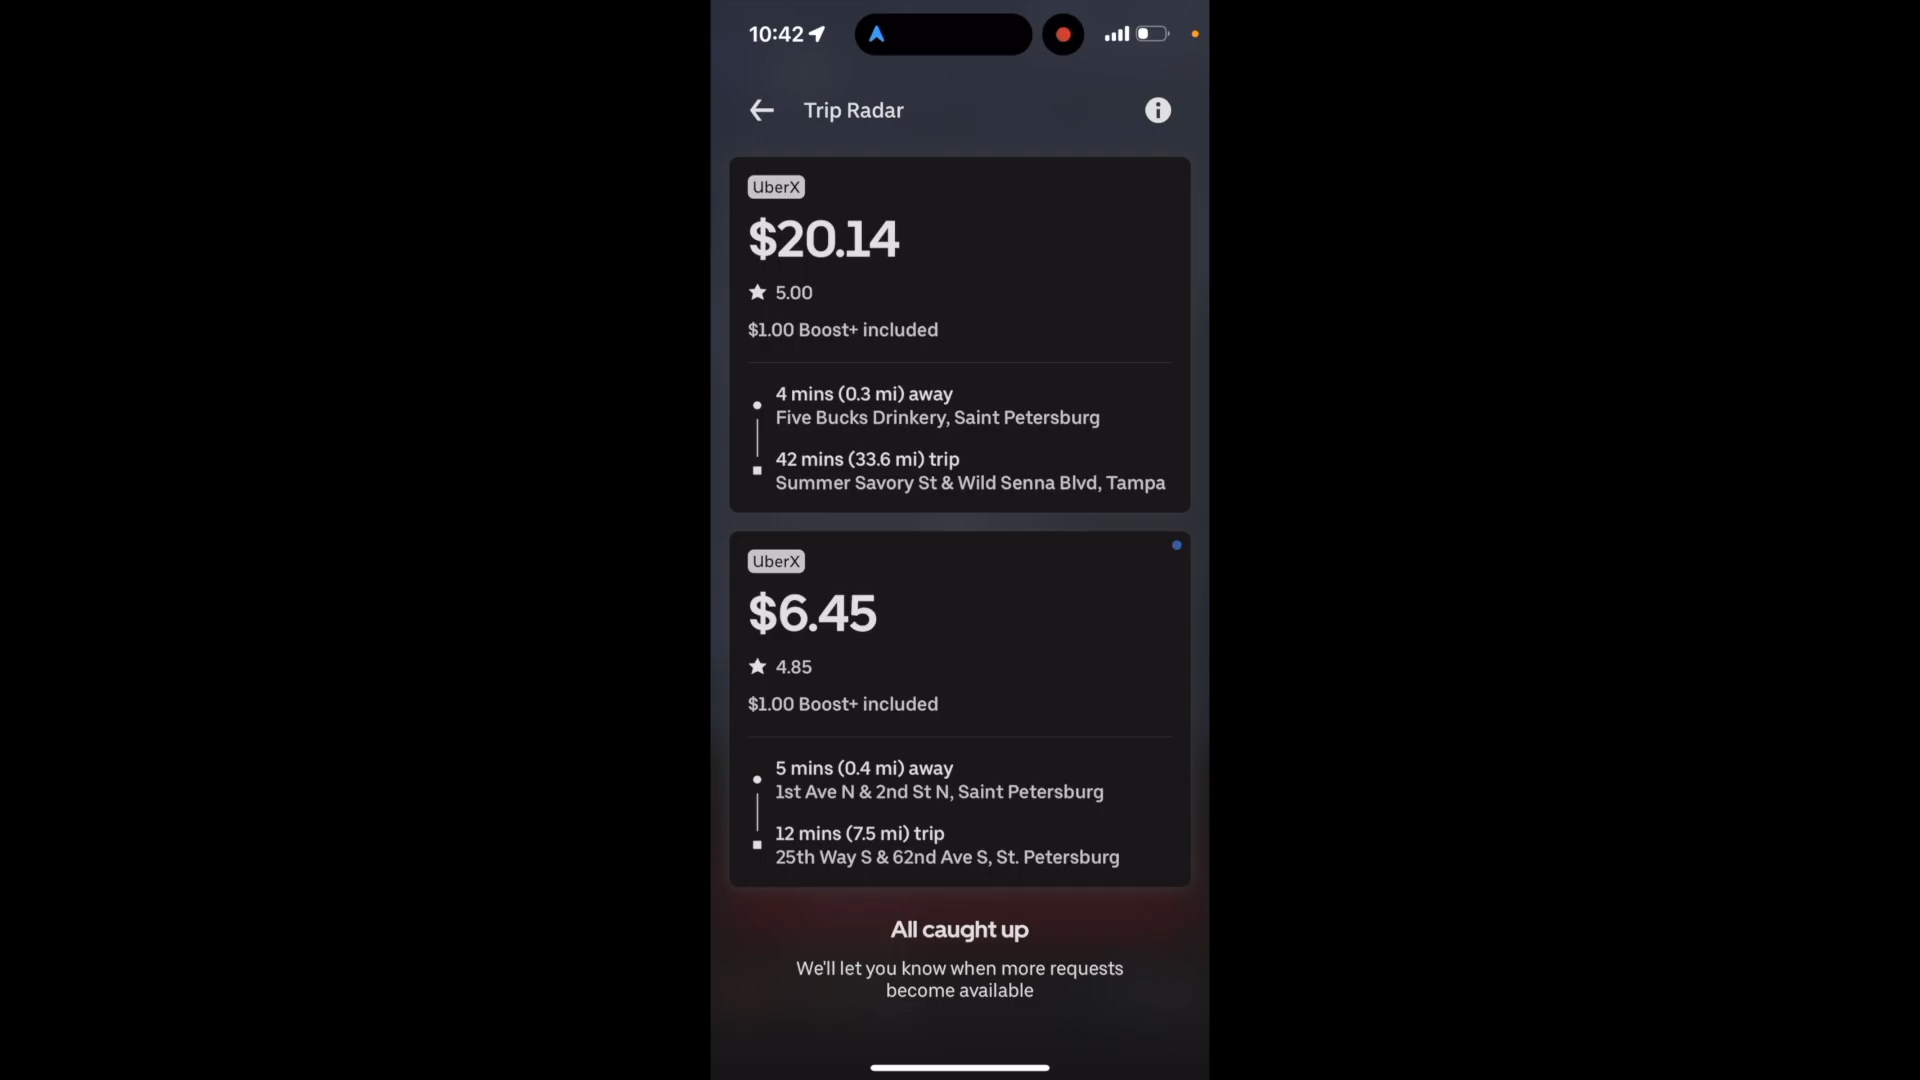 10:42
Trip Radar
UberX
$20.14
5.00
$1.00 Boost+ included
4 mins (0.3 mi) away
Five Bucks Drinkery, Saint Petersburg
42 mins (33.6 mi) trip
Summer Savory St & Wild Senna Blvd, Tampa
UberX
$6.45
4.85
$1.00 Boost+ included
5 mins (0.4 mi) away
1st Ave N & 2nd St N, Saint Petersburg
12 mins (7.5 mi) trip
25th Way S & 62nd Ave S, St. Petersburg
All caught up
We'll let you know when more requests
become available